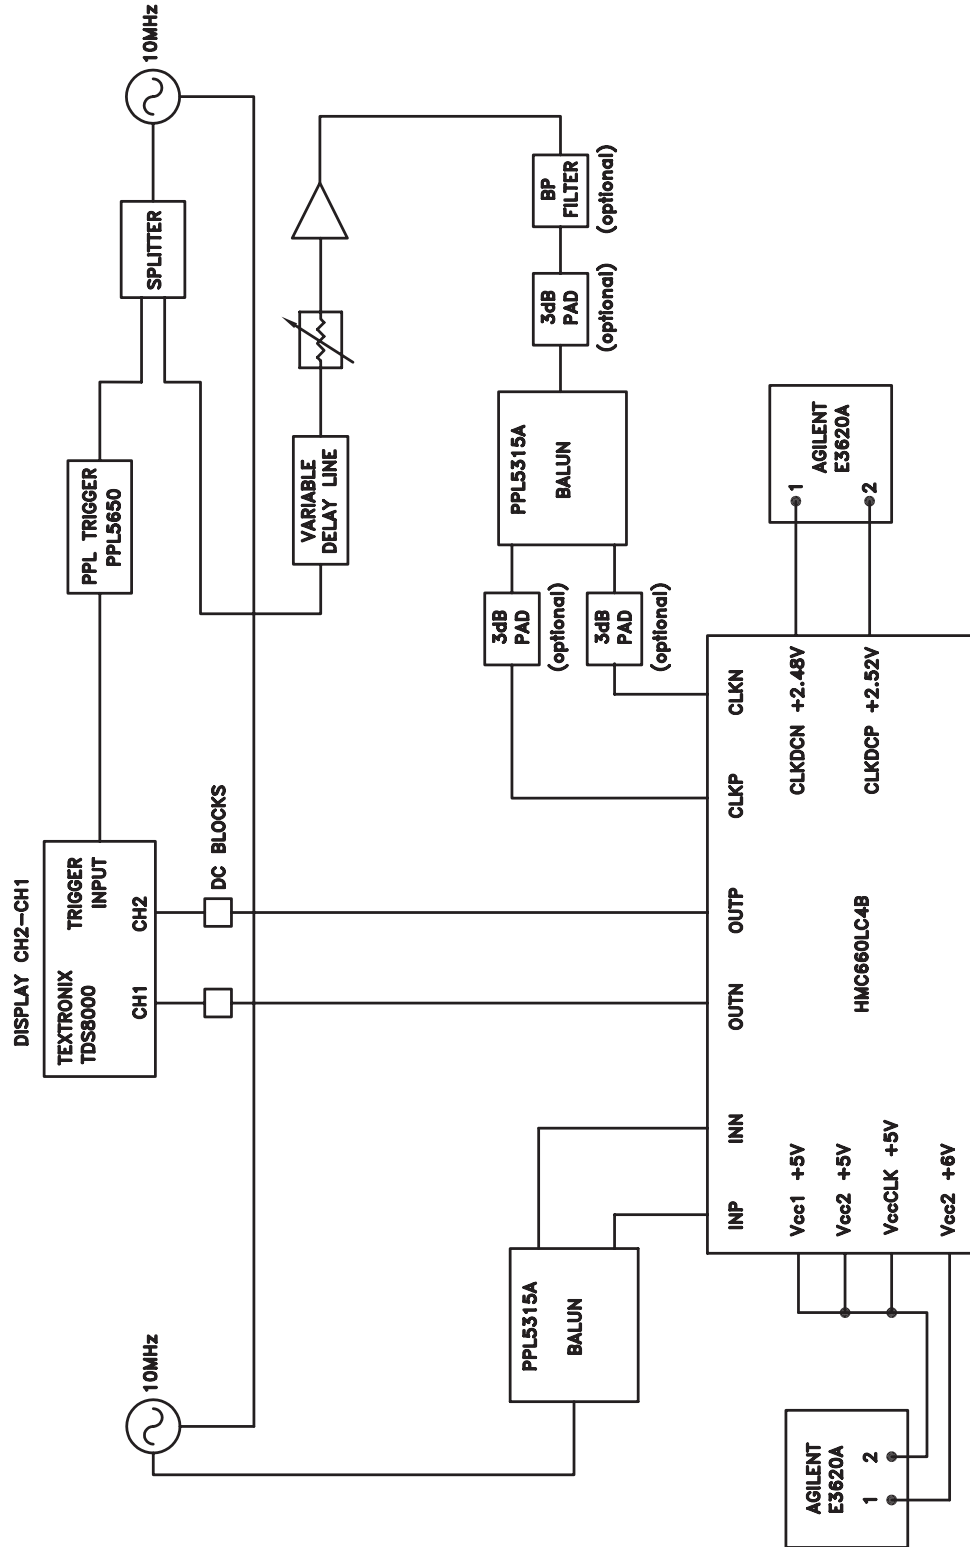 10MHz
10MHz
SPLITTER
PPL TRIGGER
PPL5650
DISPLAY CH2-CH1
TEXTRONIX
TDS8000
TRIGGER
INPUT
CH1
CH2
DC BLOCKS
VARIABLE
DELAY LINE
BP
FILTER
(optional)
3dB
PAD
(optional)
PPL5315A
BALUN
3dB
PAD
(optional)
3dB
PAD
(optional)
PPL5315A
BALUN
INP
INN
OUTN
OUTP
CLKP
CLKN
Vcc1 +5V
Vcc2 +5V
VccCLK +5V
Vcc2 +6V
HMC660LC4B
CLKDCN +2.48V
CLKDCP +2.52V
AGILENT
E3620A
1
2
AGILENT
E3620A
1
2